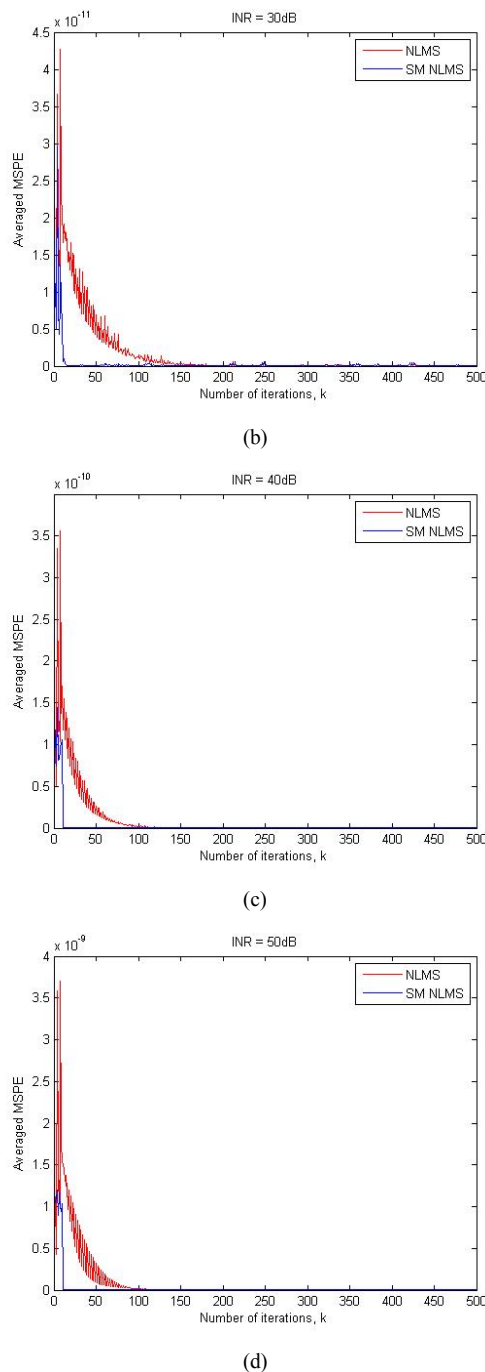 INR = 30dB
x 10^-11
NLMS
SM NLMS
4.5
4
3.5
3
2.5
2
1.5
1
0.5
0
Averaged MSPE
0 50 100 150 200 250 300 350 400 450 500
Number of iterations, k
(b)
INR = 40dB
x 10^-10
NLMS
SM NLMS
3.5
3
2.5
2
1.5
1
0.5
0
Averaged MSPE
0 50 100 150 200 250 300 350 400 450 500
Number of iterations, k
(c)
INR = 50dB
x 10^-9
NLMS
SM NLMS
4
3.5
3
2.5
2
1.5
1
0.5
0
Averaged MSPE
0 50 100 150 200 250 300 350 400 450 500
Number of iterations, k
(d)